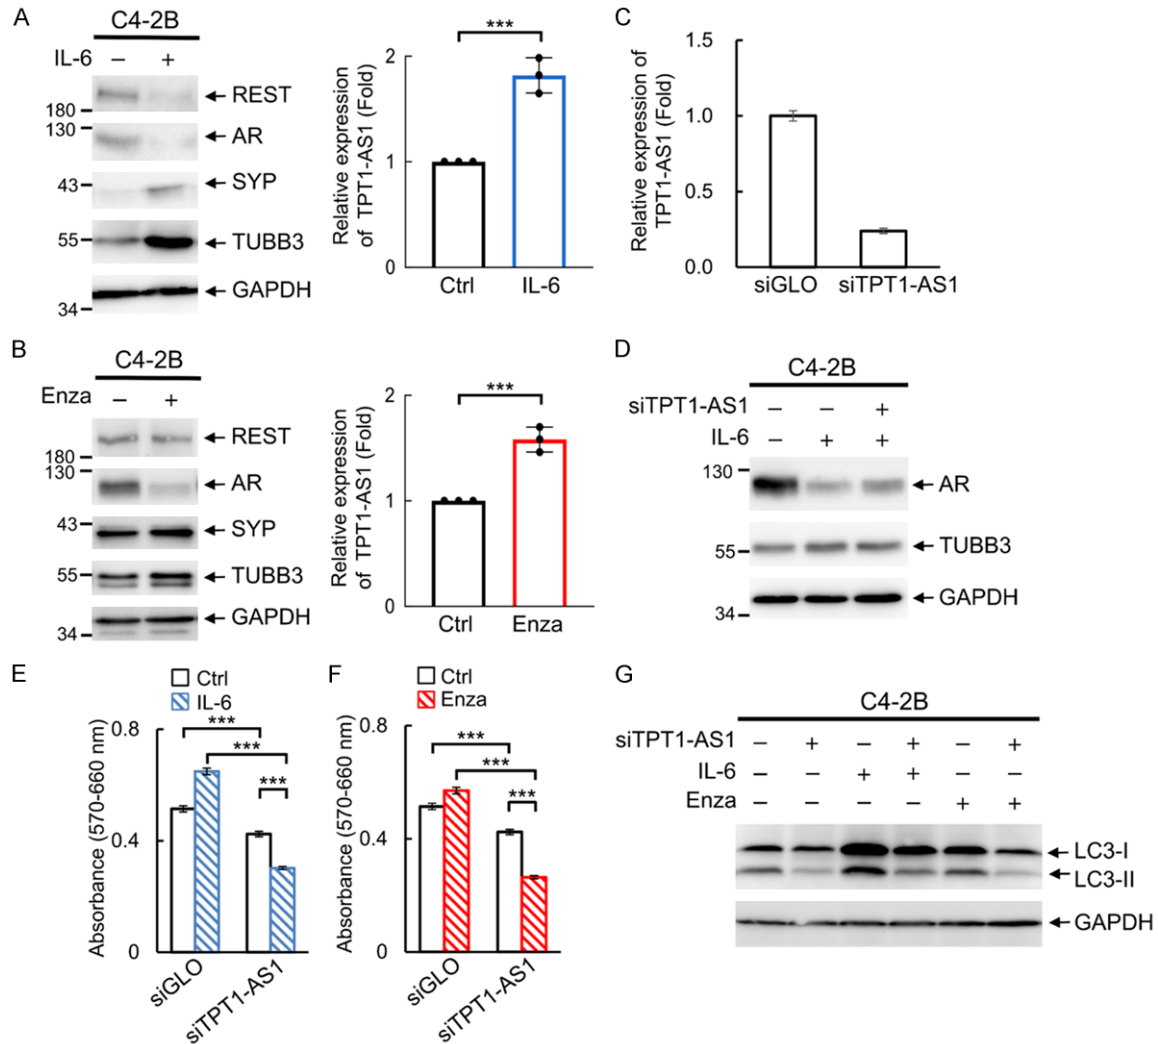 A
C4-2B
IL-6 – +
REST
180
130
AR
43
SYP
55
TUBB3
GAPDH
34
***
Relative expression
of TPT1-AS1 (Fold)
2
1
0
Ctrl IL-6
C
Relative expression of
TPT1-AS1 (Fold)
1.5
1.0
0.5
0.0
siGLO siTPT1-AS1
B
C4-2B
Enza – +
REST
180
130
AR
43
SYP
55
TUBB3
GAPDH
34
***
Relative expression
of TPT1-AS1 (Fold)
2
1
0
Ctrl Enza
D
C4-2B
siTPT1-AS1 – – +
IL-6 – + +
130
AR
TUBB3
55
GAPDH
34
E
Ctrl
IL-6
Absorbance (570-660 nm)
0.8
0.4
0
***
***
***
siGLO
siTPT1-AS1
F
Ctrl
Enza
Absorbance (570-660 nm)
0.8
0.4
0
***
***
***
siGLO
siTPT1-AS1
G
C4-2B
siTPT1-AS1 – + – + – +
IL-6 – – + + – –
Enza – – – – + +
LC3-I
LC3-II
GAPDH